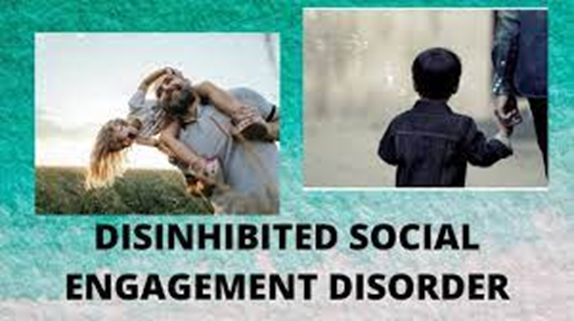 DISINHIBITED SOCIAL
ENGAGEMENT DISORDER